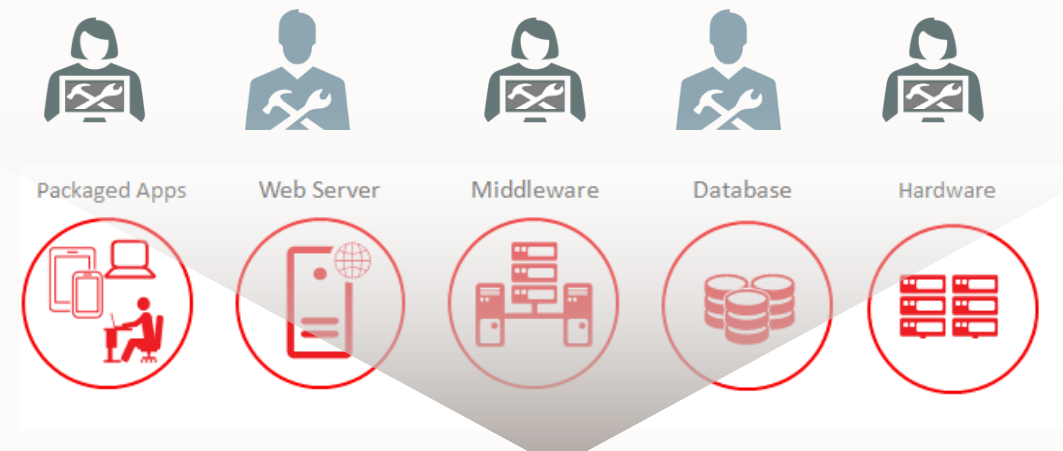 Packaged Apps
Web Server
Middleware
Database
Hardware